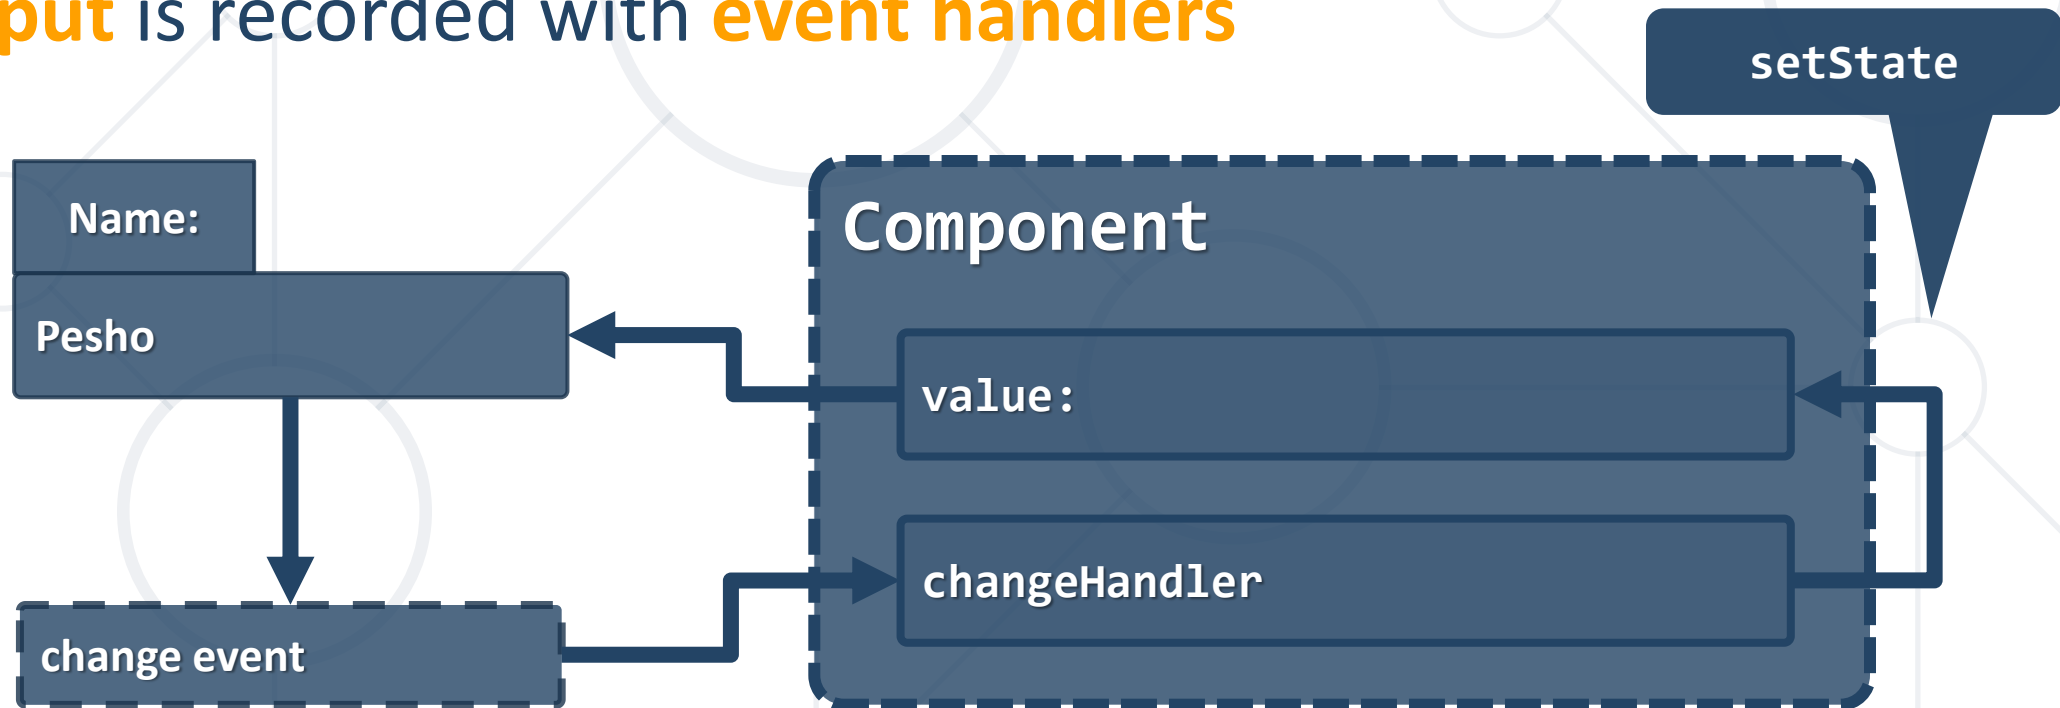 put is recorded with event handlers
setState
Name:
Component
Pesho
value:
changeHandler
change event